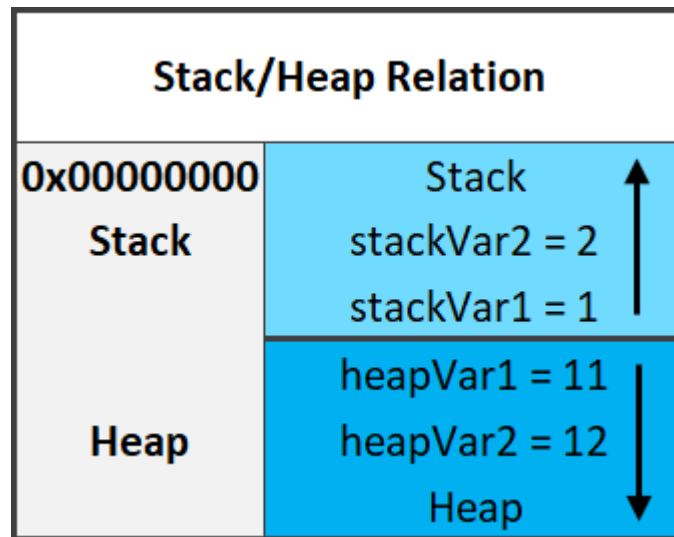 Stack/Heap Relation
0x00000000 Stack
Stack stackVar2 = 2
stackVar1 = 1
heapVar1 = 11
Heap heapVar2 = 12
Heap